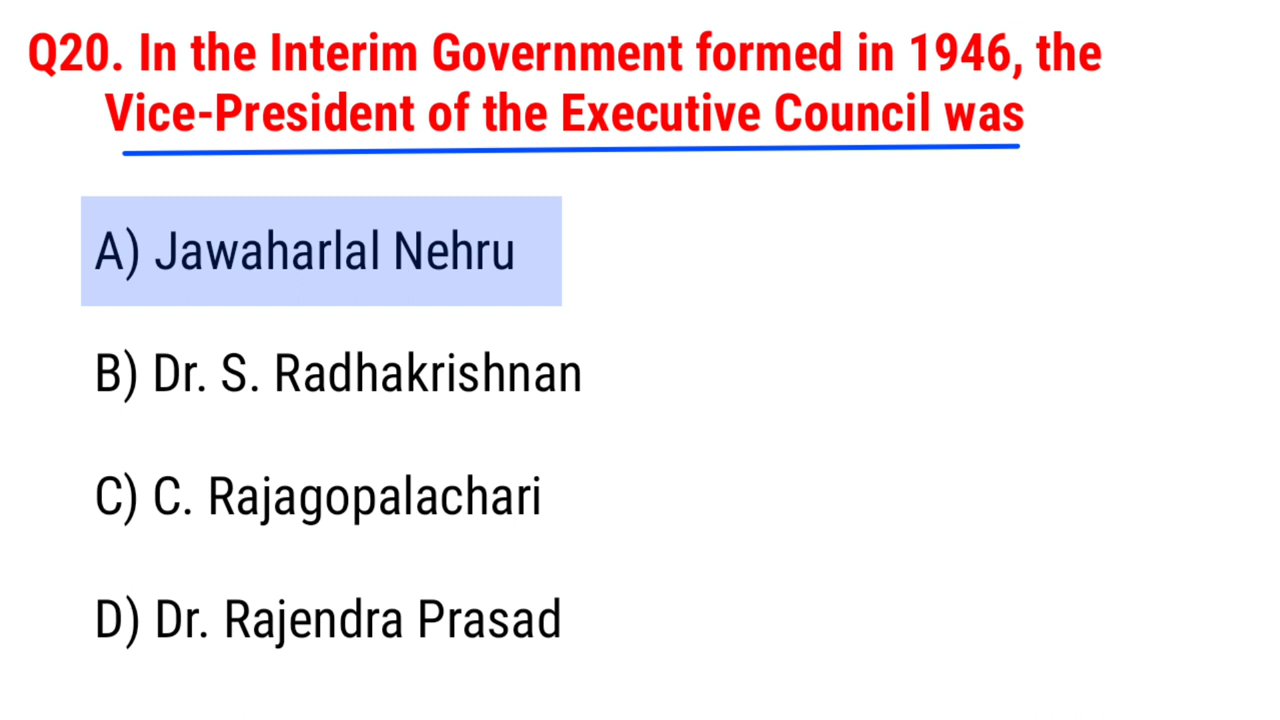 Q20. In the Interim Government formed in 1946, the
Vice-President of the Executive Council was
A) Jawaharlal Nehru
B) Dr. S. Radhakrishnan
C) C. Rajagopalachari
D) Dr. Rajendra Prasad